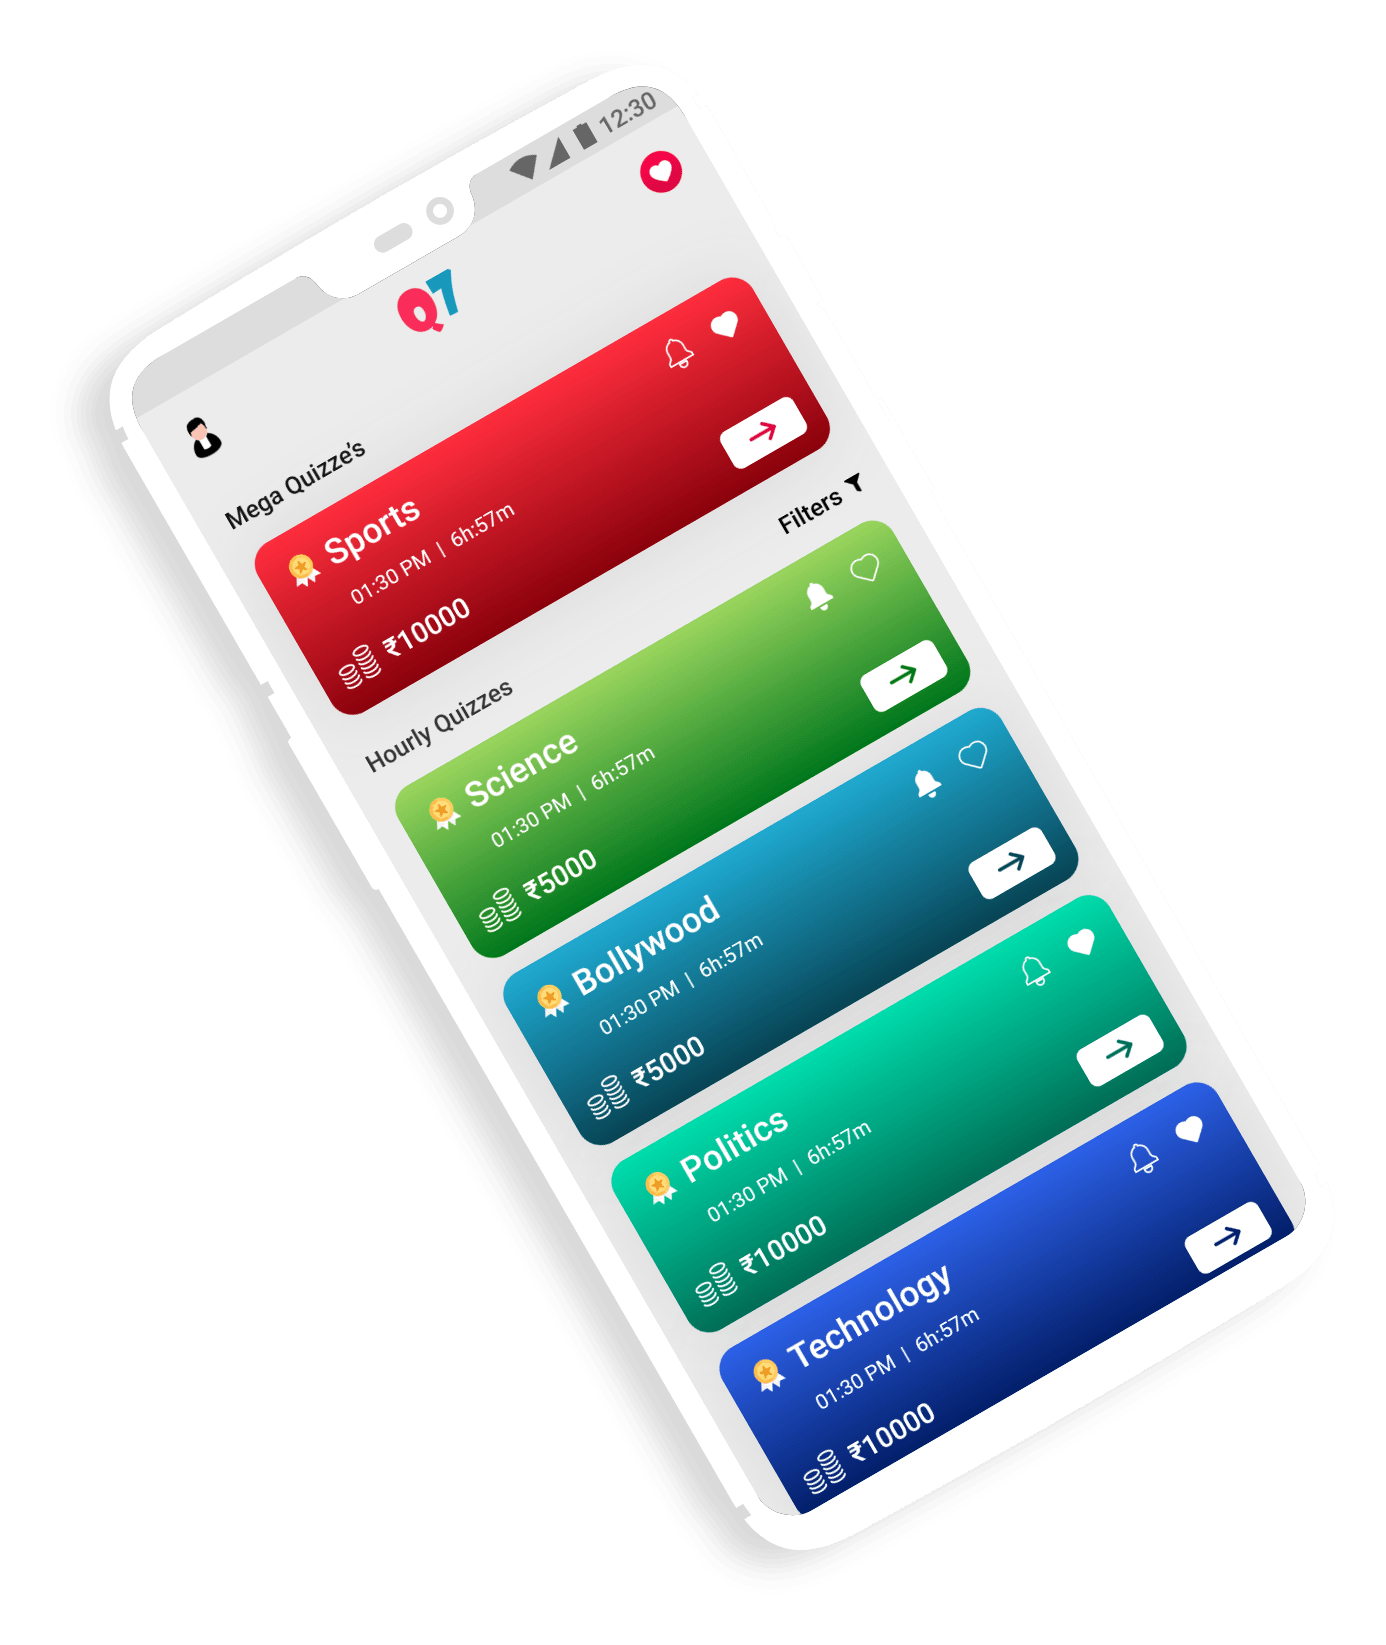 12:30
Q7
Mega Quizze's
Sports
01:30 PM | 6h:57m
₹10000
Hourly Quizzes
Filters
Science
01:30 PM | 6h:57m
₹5000
Bollywood
01:30 PM | 6h:57m
₹5000
Politics
01:30 PM | 6h:57m
₹10000
Technology
01:30 PM | 6h:57m
₹10000